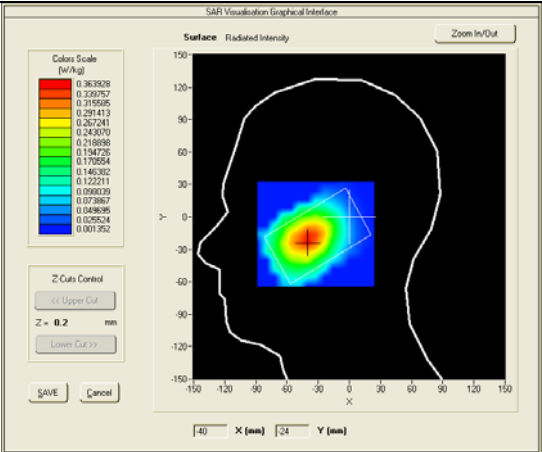 SAR Visualisation Graphical Interface
Surface Radiated Intensity
Zoom In/Out
Colors Scale
(W/kg)
0.363928
0.339757
0.315585
0.291413
0.267241
0.243070
0.218898
0.194726
0.170554
0.146382
0.122211
0.098039
0.073867
0.049695
0.025524
0.001352
Z-Cuts Control
<< Upper Cut
Z = 0.2 mm
Lower Cut >>
SAVE Cancel
150
120
90
60
30
0
-30
-60
-90
-120
-150
Y
-150 -120 -90 -60 -30 0 30 60 90 120 150
X
-40 X (mm) -24 Y (mm)